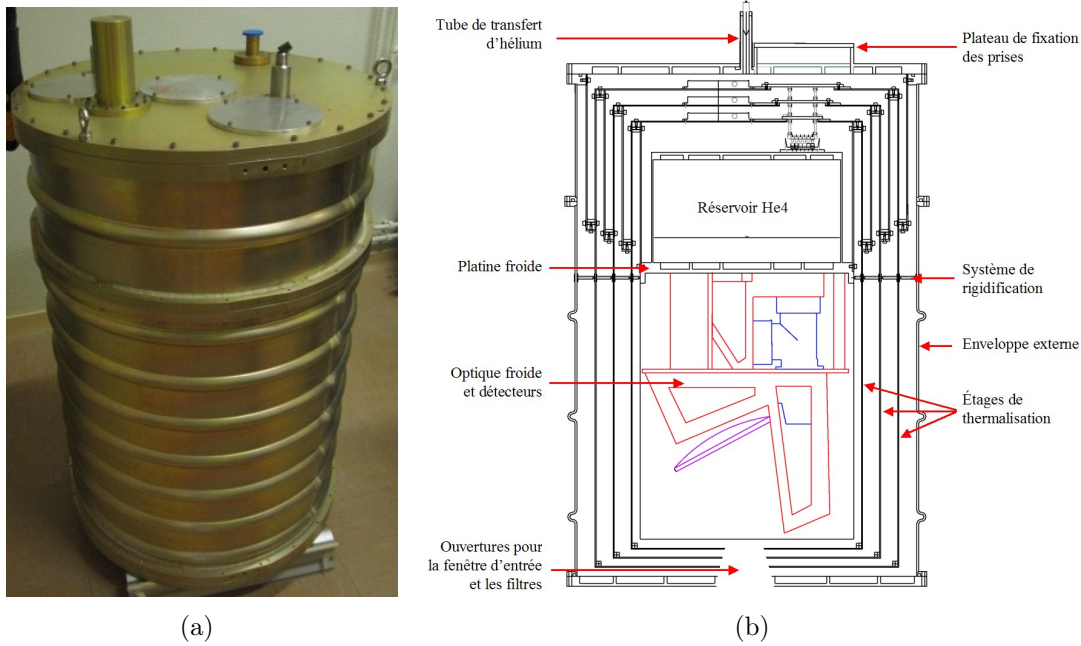 Tube de transfert
d'hélium
Plateau de fixation
des prises
Réservoir He4
Platine froide
Système de
rigidification
Enveloppe externe
Optique froide
et détecteurs
Étages de
thermalisation
Ouvertures pour
la fenêtre d'entrée
et les filtres
(a)
(b)